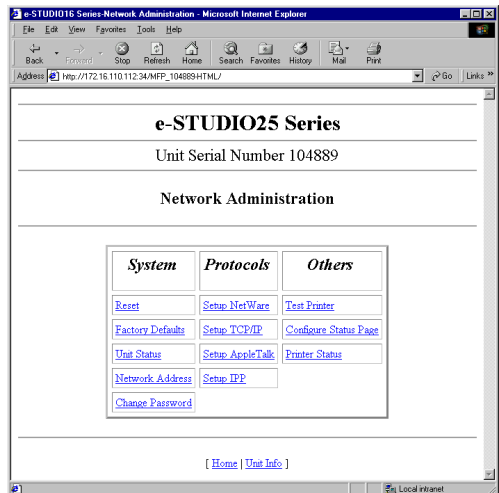 e-STUDIO16 Series-Network Administration - Microsoft Internet Explorer
File Edit View Favorites Tools Help
Back Forward Stop Refresh Home Search Favorites History Mail Print
Address http://172.16.110.112:34/MFP_104889-HTML/ Go Links »
e-STUDIO25 Series
Unit Serial Number 104889
Network Administration
System Protocols Others
Reset Setup NetWare Test Printer
Factory Defaults Setup TCP/IP Configure Status Page
Unit Status Setup AppleTalk Printer Status
Network Address Setup IPP
Change Password
[ Home | Unit Info ]
Local intranet